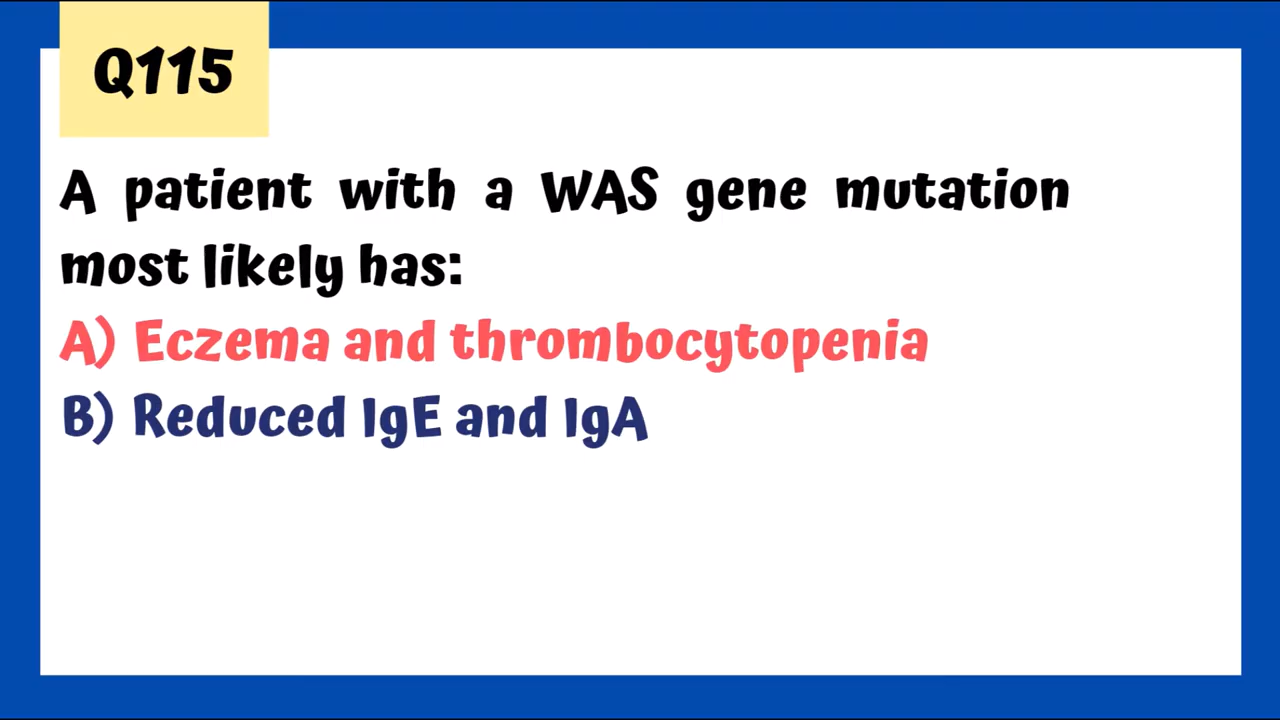 Q115
A patient with a WAS gene mutation
most likely has:
A) Eczema and thrombocytopenia
B) Reduced IgE and IgA